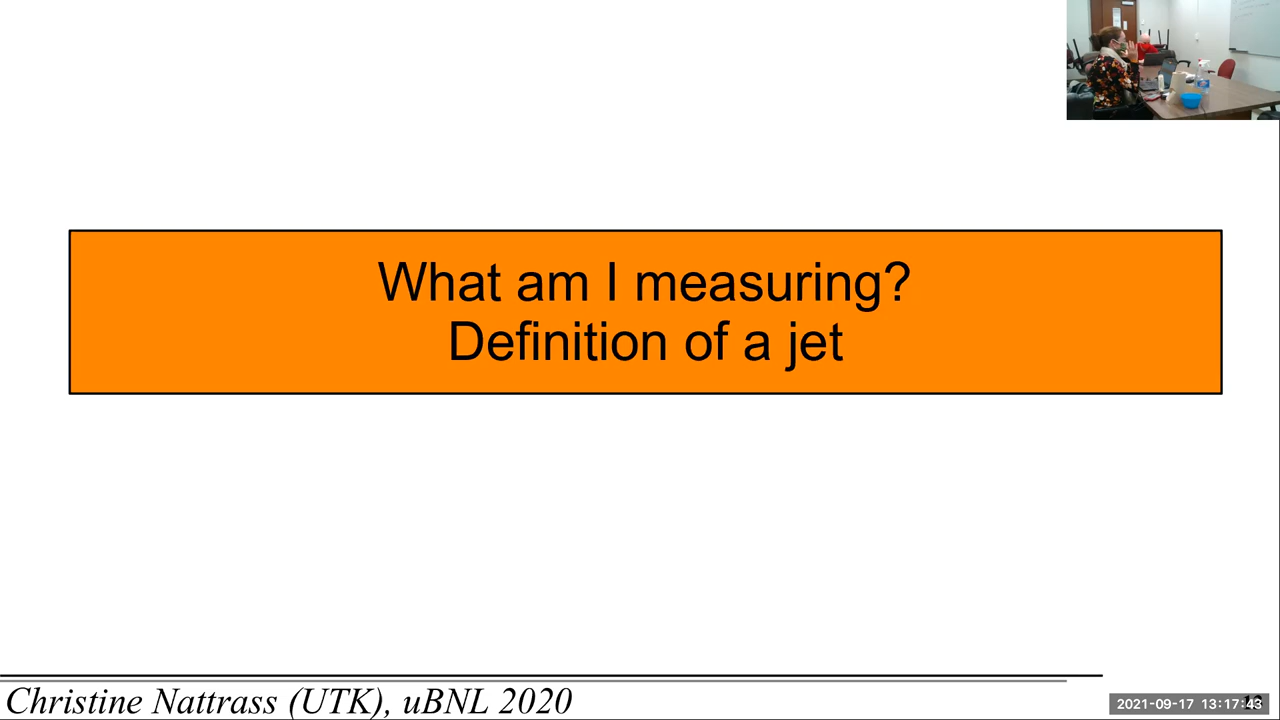 What am I measuring?
Definition of a jet
Christine Nattrass (UTK), uBNL 2020
2021-09-17 13:17:43